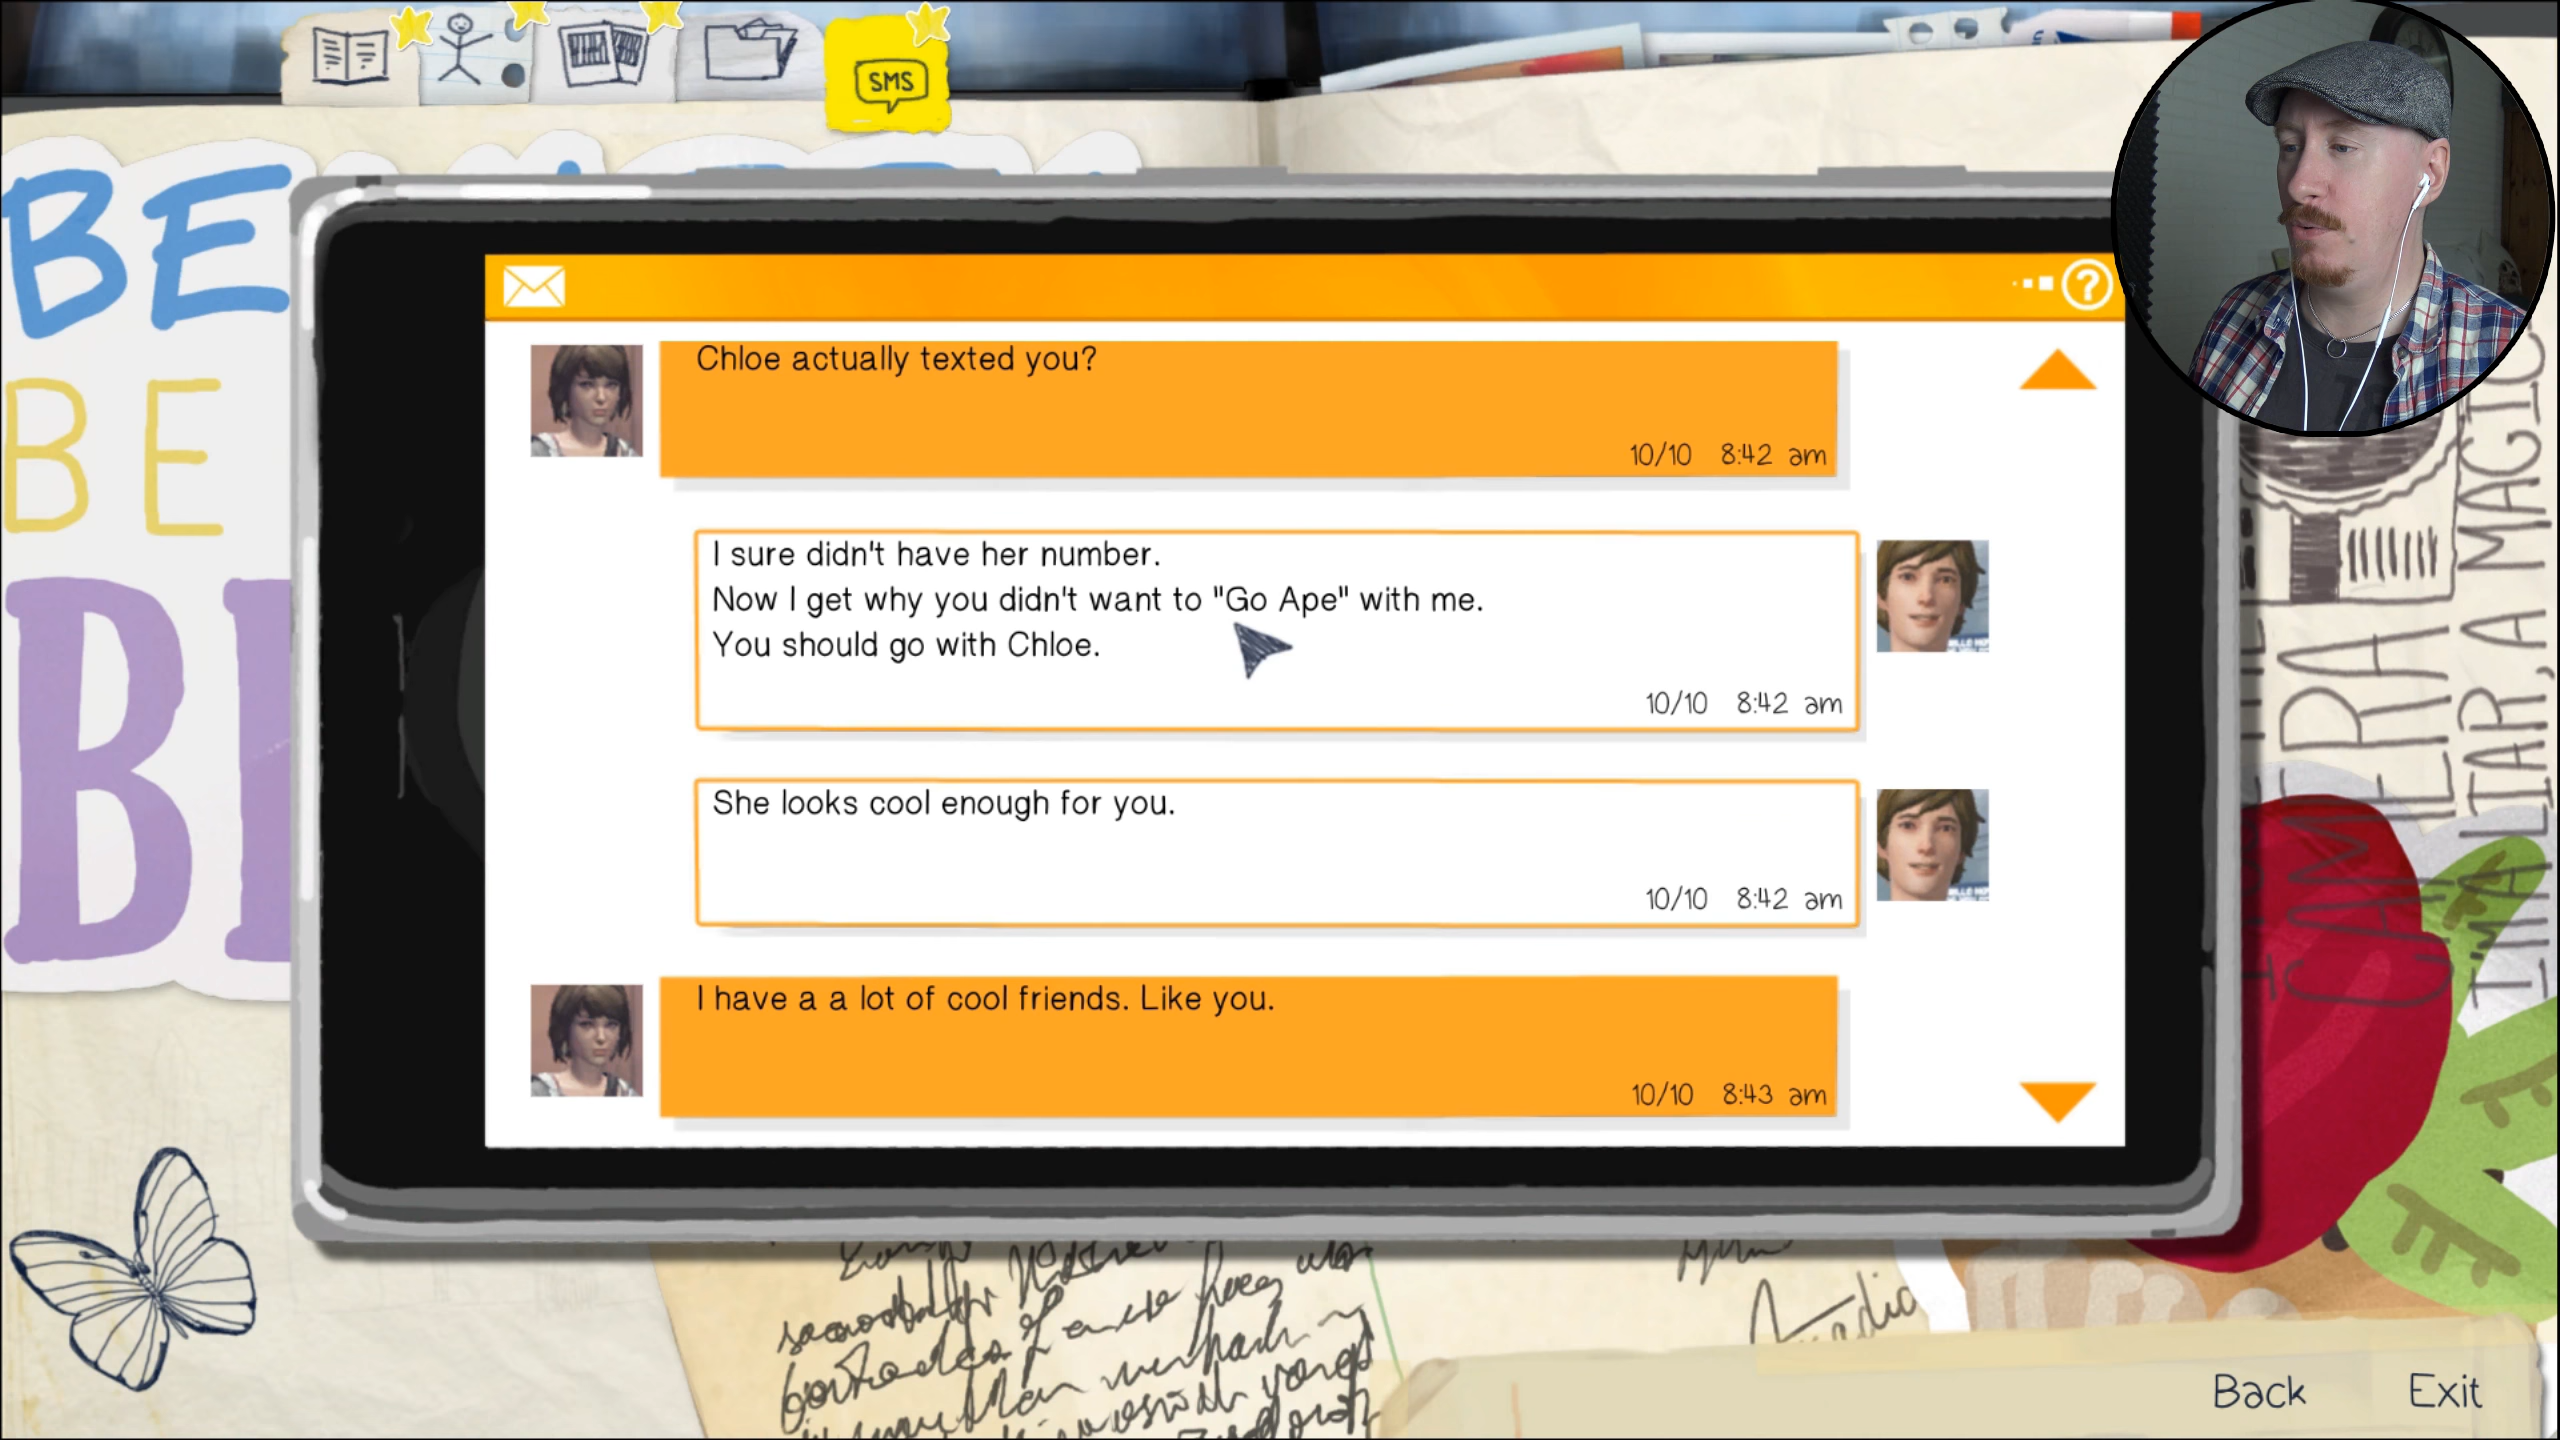 SMS
BE
BE
Chloe actually texted you?
10/10 8:42 am
I sure didn't have her number.
Now I get why you didn't want to "Go Ape" with me.
You should go with Chloe.
10/10 8:42 am
She looks cool enough for you.
10/10 8:42 am
I have a a lot of cool friends. Like you.
10/10 8:43 am
CAMERA
I'M A LIAR, A MAGIC
Back
Exit